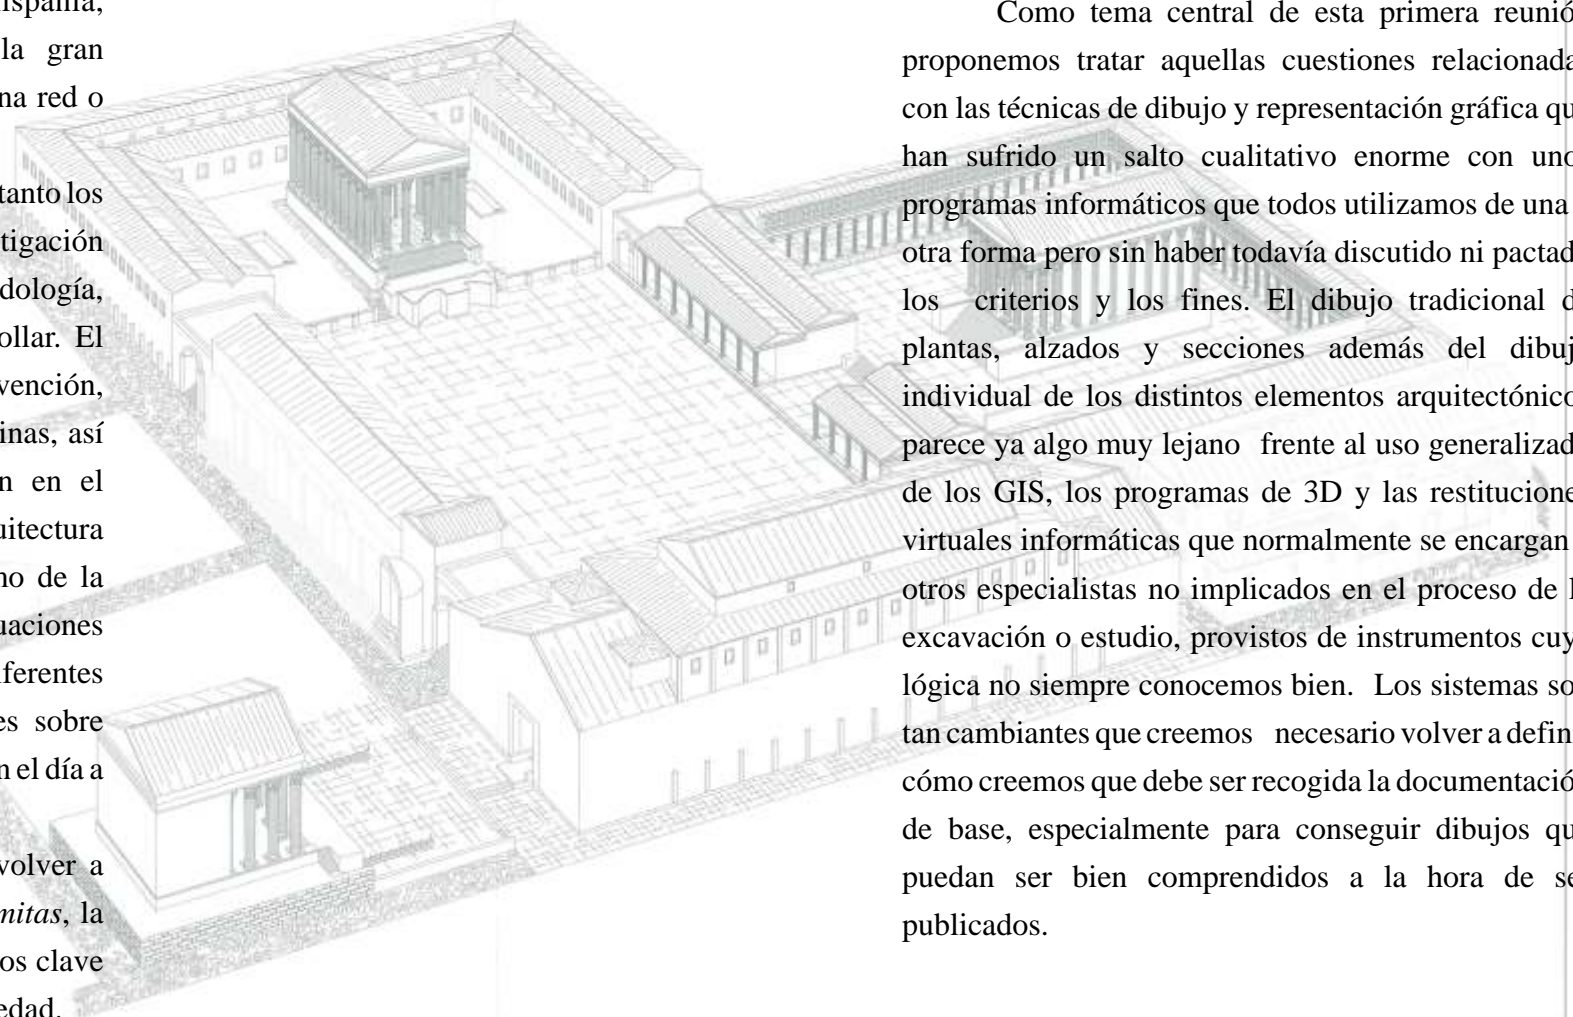 Hispania,
la gran
na red o
tanto los
tigación
dología,
ollar. El
vención,
inas, así
n en el
uitectura
no de la
uaciones
iferentes
es sobre
n el día a
volver a
mitas, la
os clave
edad.
Como tema central de esta primera reunió
proponemos tratar aquellas cuestiones relacionada
con las técnicas de dibujo y representación gráfica qu
han sufrido un salto cualitativo enorme con uno
programas informáticos que todos utilizamos de una
otra forma pero sin haber todavía discutido ni pactad
los criterios y los fines. El dibujo tradicional d
plantas, alzados y secciones además del dibuj
individual de los distintos elementos arquitectónico
parece ya algo muy lejano frente al uso generalizad
de los GIS, los programas de 3D y las restitucione
virtuales informáticas que normalmente se encargan
otros especialistas no implicados en el proceso de l
excavación o estudio, provistos de instrumentos cuy
lógica no siempre conocemos bien. Los sistemas so
tan cambiantes que creemos necesario volver a defin
cómo creemos que debe ser recogida la documentació
de base, especialmente para conseguir dibujos qu
puedan ser bien comprendidos a la hora de se
publicados.